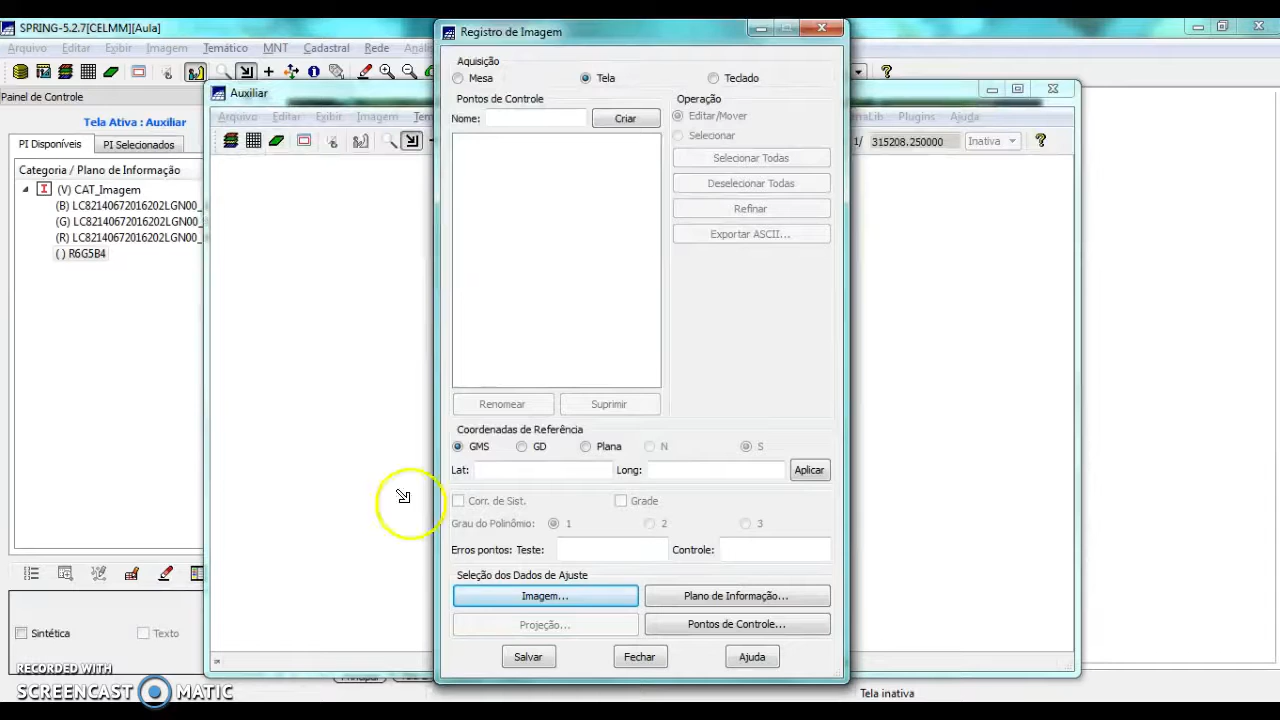 SPRING-5.2.7[CELMM][Aula]
Arquivo Editar Exibir Imagem Temático MNT Cadastral Rede
Painel de Controle
Tela Ativa : Auxiliar
PI Disponíveis PI Selecionados
Categoria / Plano de Informação
(V) CAT_Imagem
(B) LC82140672016202LGN00_
(G) LC82140672016202LGN00_
(R) LC82140672016202LGN00_
( ) R6G5B4
Sintética Texto
RECORDED WITH
SCREENCAST MATIC
Auxiliar
Arquivo Editar Exibir Imagem
Plugins Ajuda
1/ 315208.250000 Inativa
Registro de Imagem
Aquisição
Mesa Tela Teclado
Pontos de Controle
Nome: Criar
Operação
Editar/Mover
Selecionar
Selecionar Todas
Deselecionar Todas
Refinar
Exportar ASCII...
Renomear Suprimir
Coordenadas de Referência
GMS GD Plana N S
Lat: Long: Aplicar
Corr. de Sist. Grade
Grau do Polinômio: 1 2 3
Erros pontos: Teste: Controle:
Seleção dos Dados de Ajuste
Imagem... Plano de Informação...
Projeção... Pontos de Controle...
Salvar Fechar Ajuda
Tela inativa